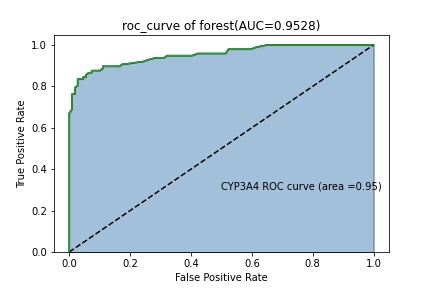 roc_curve of forest(AUC=0.9528)
1.0
0.8
0.6
0.4
0.2
0.0
True Positive Rate
CYP3A4 ROC curve (area =0.95)
0.0 0.2 0.4 0.6 0.8 1.0
False Positive Rate